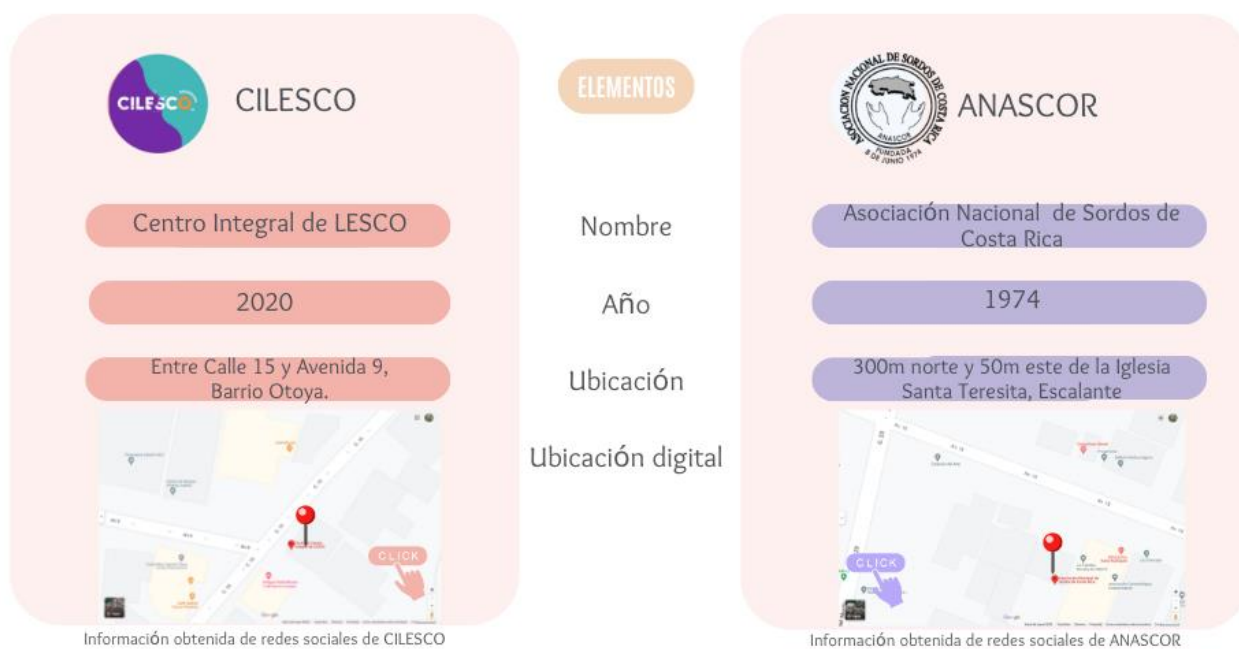 CILESCO
CILESCO
ELEMENTOS
ASOCIACIÓN NACIONAL DE SORDOS DE COSTA RICA
ANASCOR
FUNDADA
8 DE JUNIO 1974
ANASCOR
Centro Integral de LESCO
Nombre
Asociación Nacional de Sordos de
Costa Rica
2020
Año
1974
Entre Calle 15 y Avenida 9,
Barrio Otoya.
Ubicación
300m norte y 50m este de la Iglesia
Santa Teresita, Escalante
Ubicación digital
CLICK
CLICK
Google
Google
Información obtenida de redes sociales de CILESCO
Información obtenida de redes sociales de ANASCOR